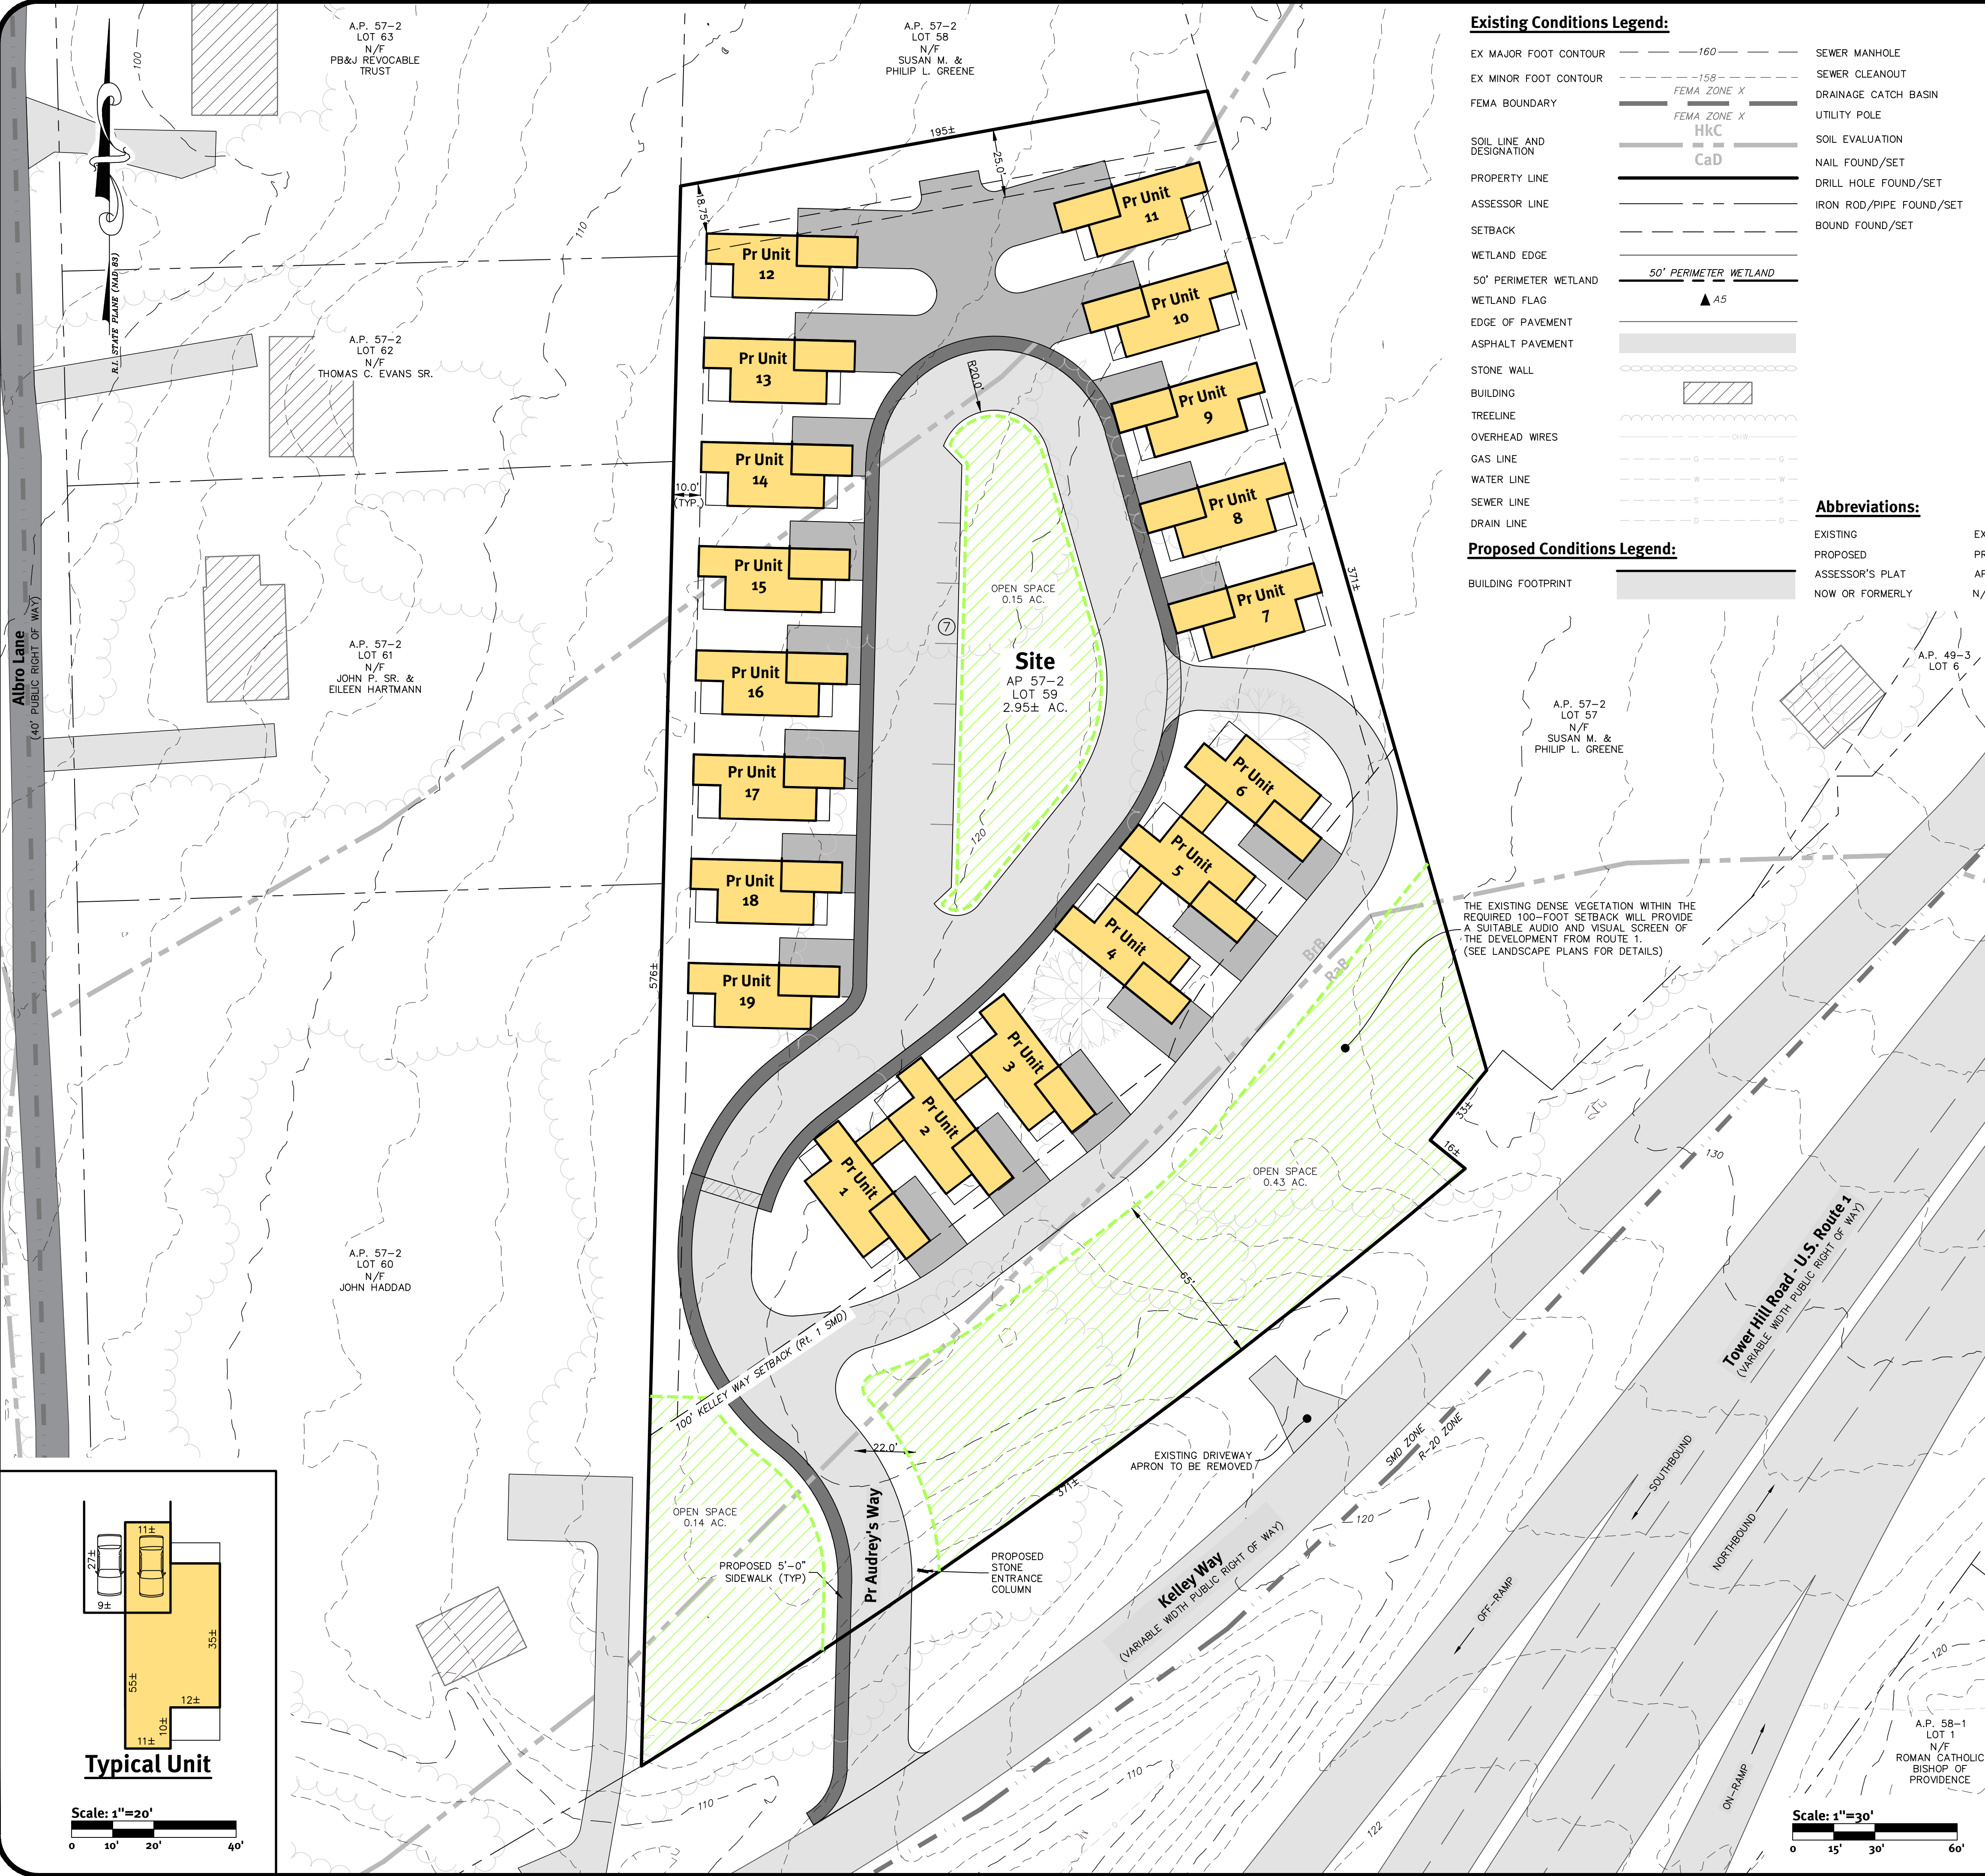 A.P. 57-2
LOT 63
N/F
PB&J REVOCABLE
TRUST
A.P. 57-2
LOT 58
N/F
SUSAN M. &
PHILIP L. GREENE
100
110
R.I. STATE PLANE (NAD 83)
Existing Conditions Legend:
EX MAJOR FOOT CONTOUR
160
EX MINOR FOOT CONTOUR
158
FEMA BOUNDARY
FEMA ZONE X
FEMA ZONE X
SOIL LINE AND
DESIGNATION
HkC
CaD
PROPERTY LINE
ASSESSOR LINE
SETBACK
WETLAND EDGE
50' PERIMETER WETLAND
50' PERIMETER WETLAND
WETLAND FLAG
A5
EDGE OF PAVEMENT
ASPHALT PAVEMENT
STONE WALL
BUILDING
TREELINE
OVERHEAD WIRES
OHW
GAS LINE
G
G
WATER LINE
W
W
SEWER LINE
S
S
DRAIN LINE
D
D
SEWER MANHOLE
SEWER CLEANOUT
DRAINAGE CATCH BASIN
UTILITY POLE
SOIL EVALUATION
NAIL FOUND/SET
DRILL HOLE FOUND/SET
IRON ROD/PIPE FOUND/SET
BOUND FOUND/SET
Proposed Conditions Legend:
BUILDING FOOTPRINT
Abbreviations:
EXISTING
EX
PROPOSED
PR
ASSESSOR'S PLAT
AP
NOW OR FORMERLY
N/
195±
25.0'
18.75'
Pr Unit
11
Pr Unit
12
Pr Unit
10
Pr Unit
13
Pr Unit
9
Pr Unit
14
Pr Unit
8
Pr Unit
15
Pr Unit
7
Pr Unit
16
Pr Unit
17
Pr Unit
18
Pr Unit
19
Pr Unit
6
Pr Unit
5
Pr Unit
4
Pr Unit
3
Pr Unit
2
Pr Unit
1
R20.0'
10.0'
(TYP.)
371±
576±
OPEN SPACE
0.15 AC.
7
Site
AP 57-2
LOT 59
2.95± AC.
120
A.P. 57-2
LOT 62
N/F
THOMAS C. EVANS SR.
A.P. 57-2
LOT 61
N/F
JOHN P. SR. &
EILEEN HARTMANN
A.P. 57-2
LOT 60
N/F
JOHN HADDAD
Albro Lane
(40' PUBLIC RIGHT OF WAY)
A.P. 57-2
LOT 57
N/F
SUSAN M. &
PHILIP L. GREENE
A.P. 49-3
LOT 6
THE EXISTING DENSE VEGETATION WITHIN THE
REQUIRED 100-FOOT SETBACK WILL PROVIDE
A SUITABLE AUDIO AND VISUAL SCREEN OF
THE DEVELOPMENT FROM ROUTE 1.
(SEE LANDSCAPE PLANS FOR DETAILS)
BrB
RaB
33±
16±
OPEN SPACE
0.43 AC.
65'
130
Tower Hill Road - U.S. Route 1
(VARIABLE WIDTH PUBLIC RIGHT OF WAY)
100' KELLEY WAY SETBACK (Rt. 1 SMD)
22.0'
EXISTING DRIVEWAY
APRON TO BE REMOVED
371±
SMD ZONE
R-20 ZONE
SOUTHBOUND
NORTHBOUND
OFF-RAMP
ON-RAMP
120
OPEN SPACE
0.14 AC.
PROPOSED 5'-0"
SIDEWALK (TYP)
Pr Audrey's Way
PROPOSED
STONE
ENTRANCE
COLUMN
Kelley Way
(VARIABLE WIDTH PUBLIC RIGHT OF WAY)
110
110
122
120
A.P. 58-1
LOT 1
N/F
ROMAN CATHOLIC
BISHOP OF
PROVIDENCE
11±
27±
9±
35±
55±
12±
10±
11±
Typical Unit
Scale: 1"=20'
0 10' 20' 40'
Scale: 1"=30'
0 15' 30' 60'